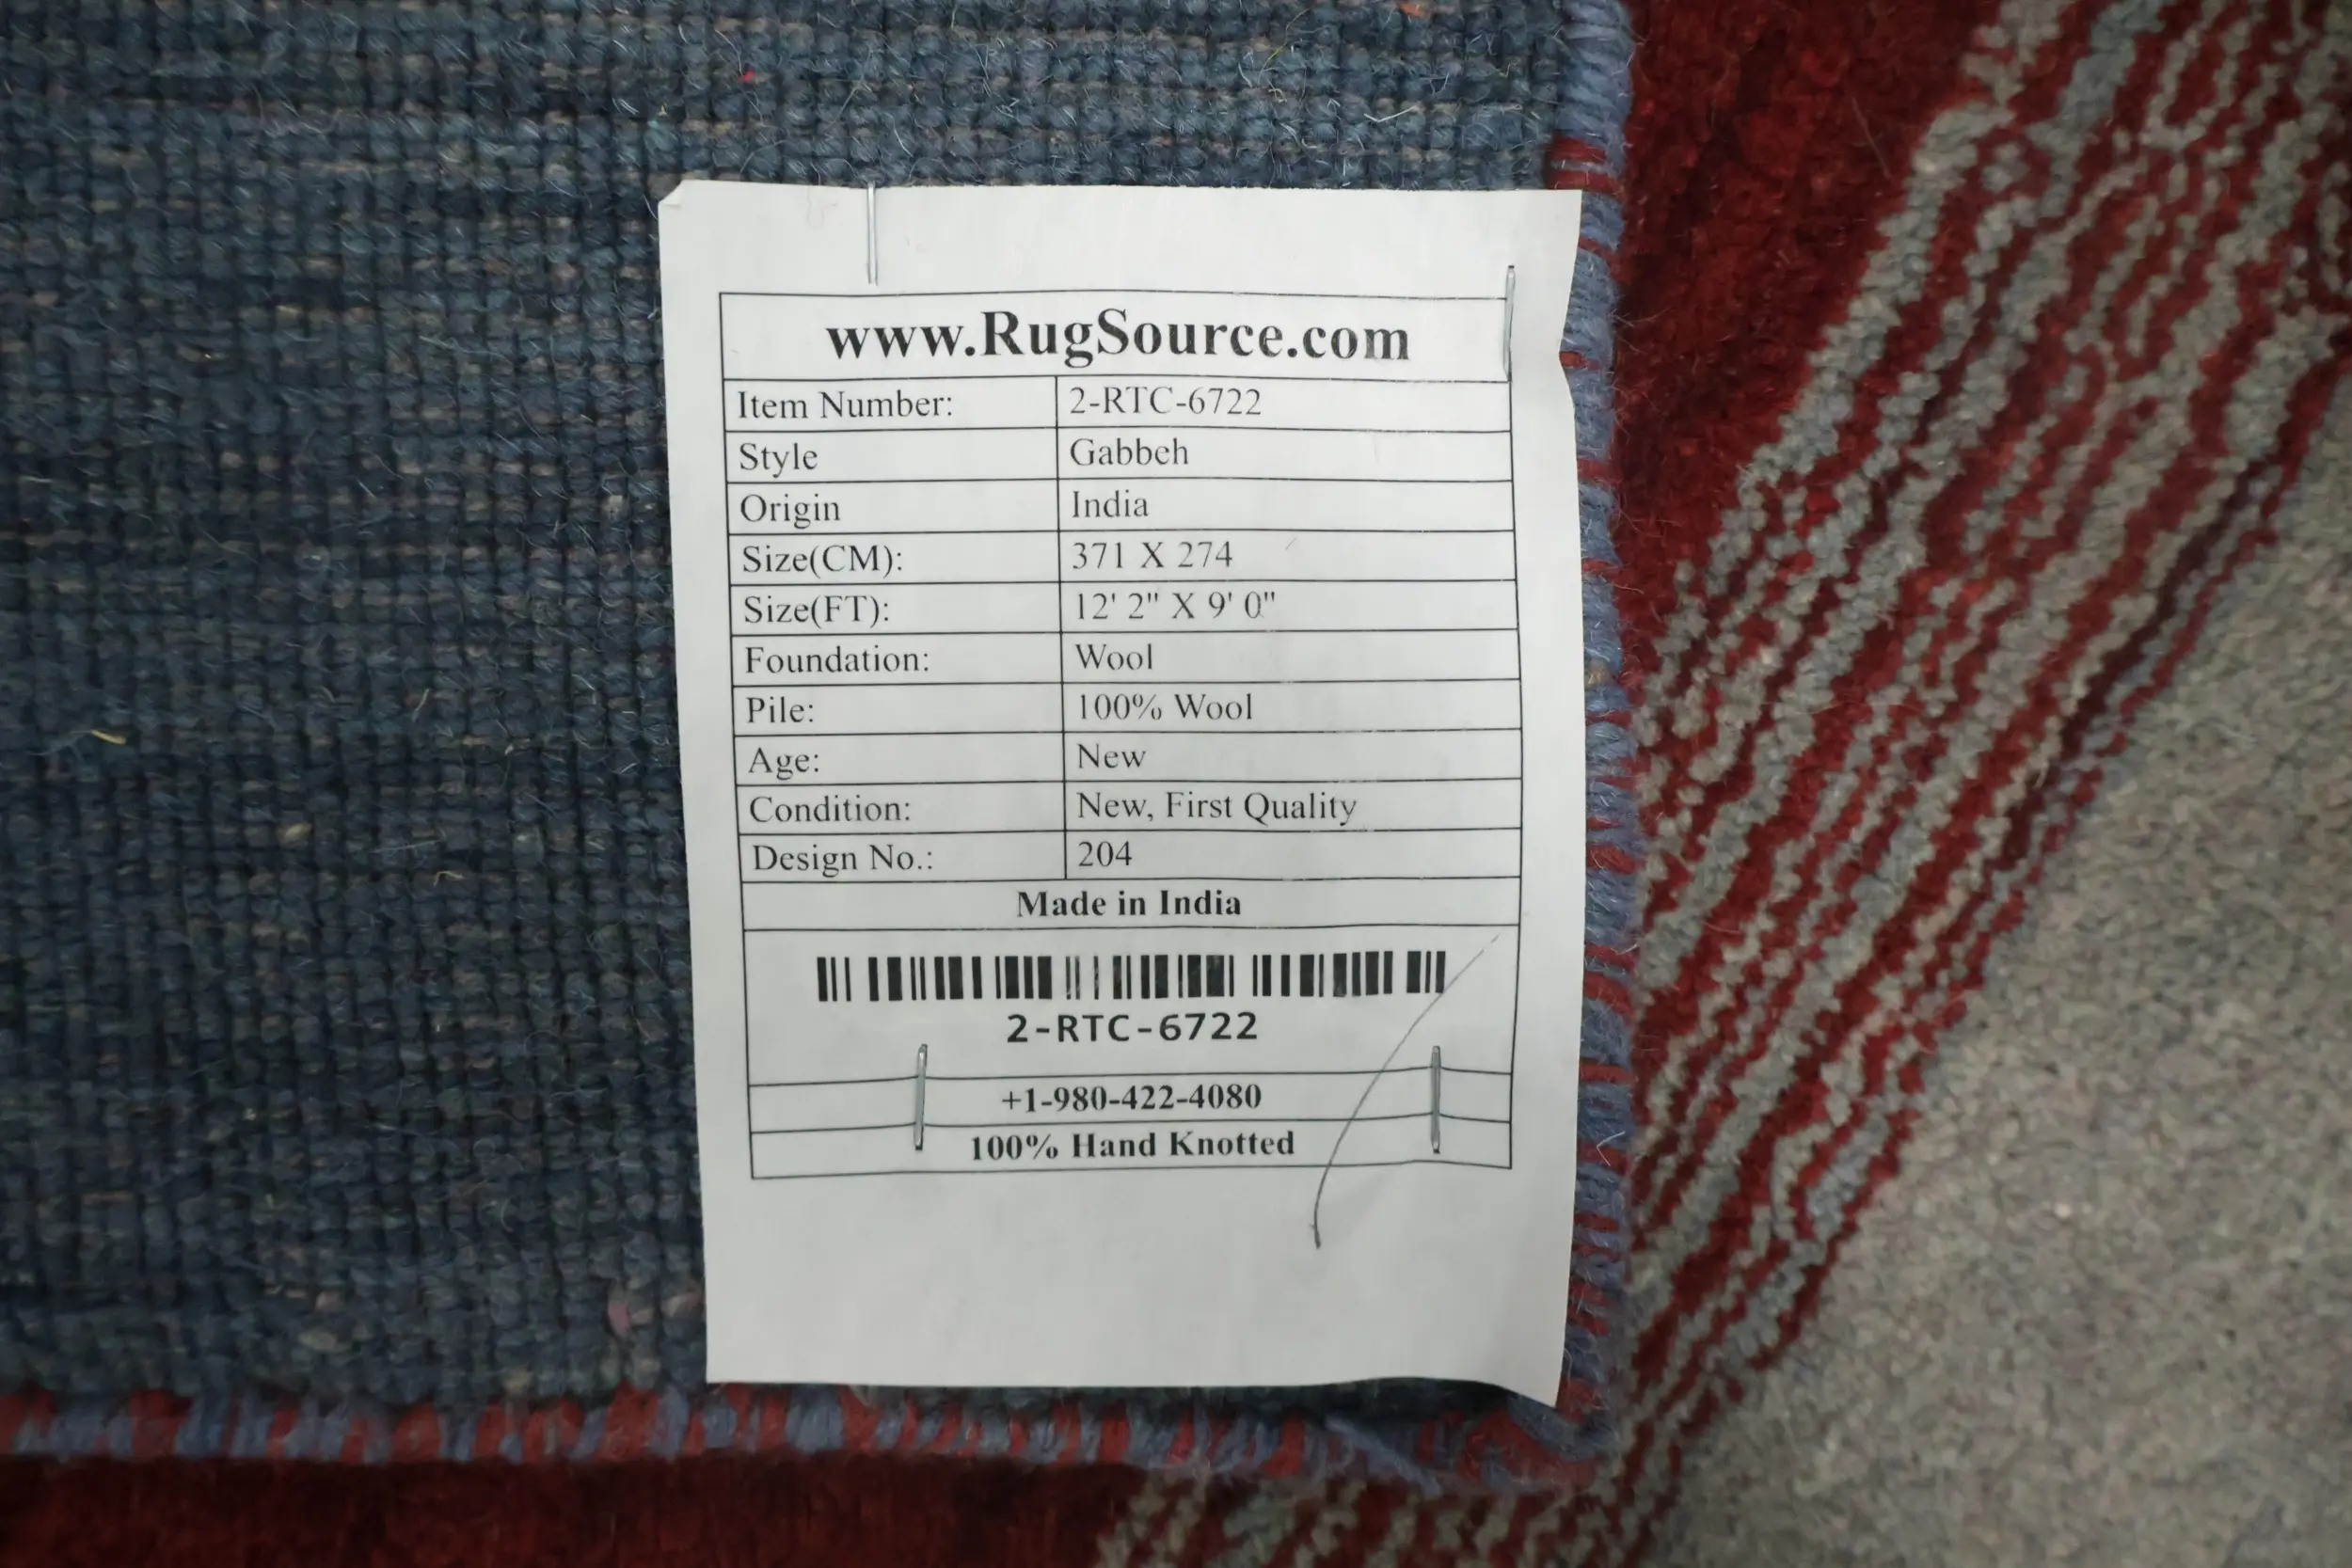 www.RugSource.com
Item Number: 2-RTC-6722
Style Gabbeh
Origin India
Size(CM): 371 X 274
Size(FT): 12' 2" X 9' 0"
Foundation: Wool
Pile: 100% Wool
Age: New
Condition: New, First Quality
Design No.: 204
Made in India
2-RTC-6722
+1-980-422-4080
100% Hand Knotted